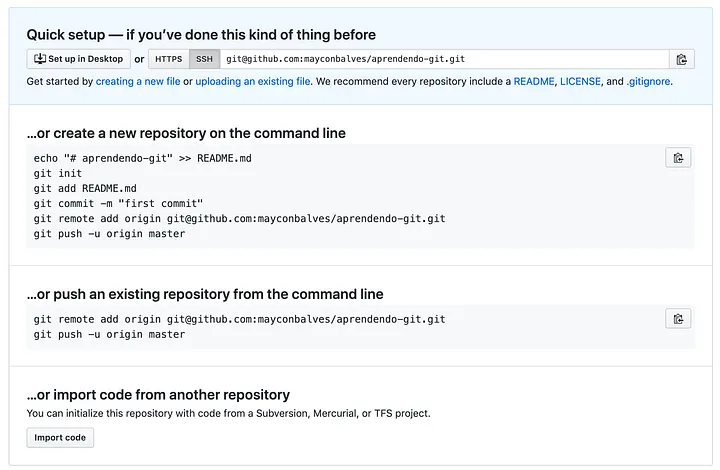 Quick setup — if you’ve done this kind of thing before
Set up in Desktop or HTTPS SSH git@github.com:mayconbalves/aprendendo-git.git
Get started by creating a new file or uploading an existing file. We recommend every repository include a README, LICENSE, and .gitignore.
…or create a new repository on the command line
echo "# aprendendo-git" >> README.md
git init
git add README.md
git commit -m "first commit"
git remote add origin git@github.com:mayconbalves/aprendendo-git.git
git push -u origin master
…or push an existing repository from the command line
git remote add origin git@github.com:mayconbalves/aprendendo-git.git
git push -u origin master
…or import code from another repository
You can initialize this repository with code from a Subversion, Mercurial, or TFS project.
Import code